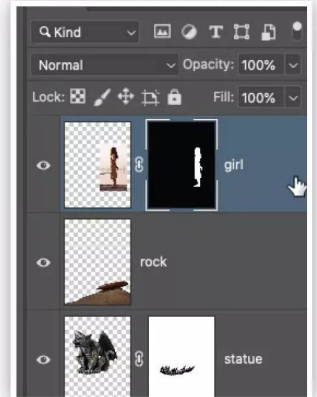 Kind
Normal Opacity: 100%
Lock: Fill: 100%
girl
rock
statue